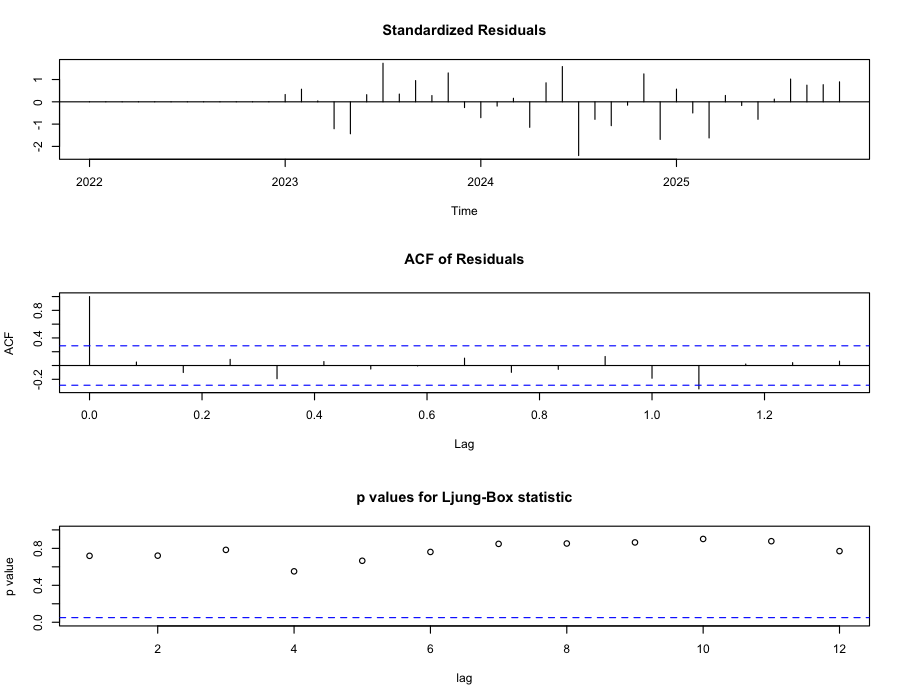 Standardized Residuals
1
0
-1
-2
2022 2023 2024 2025
Time
ACF of Residuals
ACF
0.8
0.4
-0.2
0.0 0.2 0.4 0.6 0.8 1.0 1.2
Lag
p values for Ljung-Box statistic
p value
0.8
0.4
0.0
2 4 6 8 10 12
lag